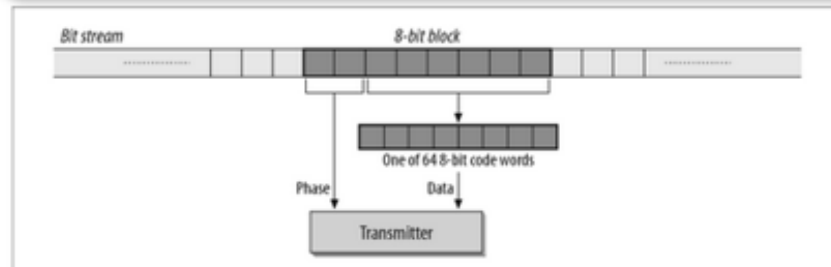 Bit stream
8-bit block
One of 64 8-bit code words
Phase
Data
Transmitter